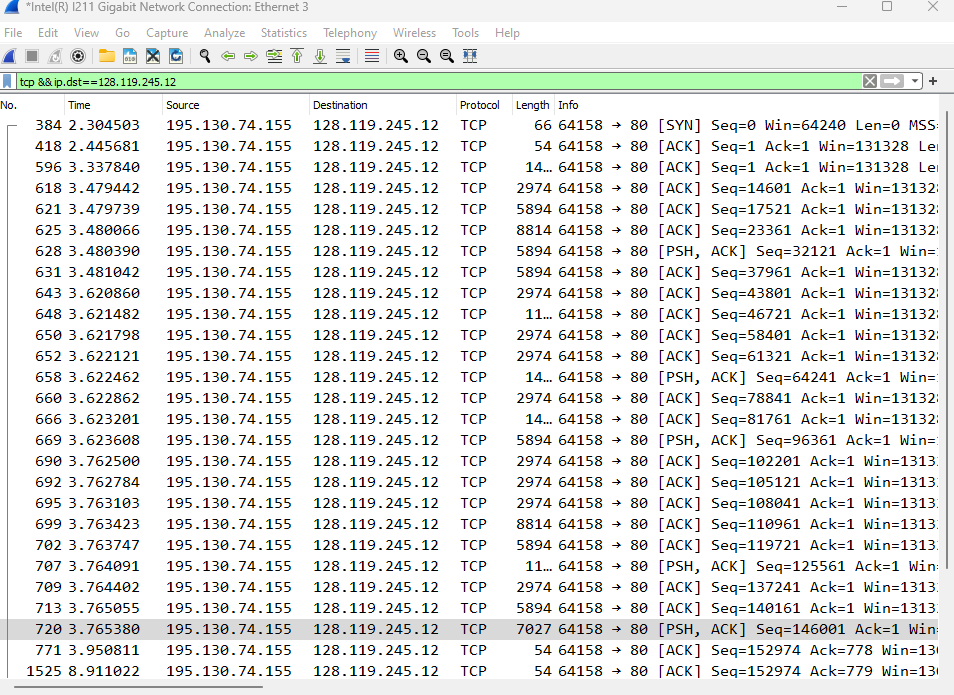 *Intel(R) I211 Gigabit Network Connection: Ethernet 3
File Edit View Go Capture Analyze Statistics Telephony Wireless Tools Help
tcp &&ip.dst==128.119.245.12
No. Time Source Destination Protocol Length Info
384 2.304503 195.130.74.155 128.119.245.12 TCP 66 64158 → 80 [SYN] Seq=0 Win=64240 Len=0 MSS=
418 2.445681 195.130.74.155 128.119.245.12 TCP 54 64158 → 80 [ACK] Seq=1 Ack=1 Win=131328 Le
596 3.337840 195.130.74.155 128.119.245.12 TCP 14… 64158 → 80 [ACK] Seq=1 Ack=1 Win=131328 Le
618 3.479442 195.130.74.155 128.119.245.12 TCP 2974 64158 → 80 [ACK] Seq=14601 Ack=1 Win=131328
621 3.479739 195.130.74.155 128.119.245.12 TCP 5894 64158 → 80 [ACK] Seq=17521 Ack=1 Win=131328
625 3.480066 195.130.74.155 128.119.245.12 TCP 8814 64158 → 80 [ACK] Seq=23361 Ack=1 Win=131328
628 3.480390 195.130.74.155 128.119.245.12 TCP 5894 64158 → 80 [PSH, ACK] Seq=32121 Ack=1 Win=
631 3.481042 195.130.74.155 128.119.245.12 TCP 5894 64158 → 80 [ACK] Seq=37961 Ack=1 Win=131328
643 3.620860 195.130.74.155 128.119.245.12 TCP 2974 64158 → 80 [ACK] Seq=43801 Ack=1 Win=131328
648 3.621482 195.130.74.155 128.119.245.12 TCP 11… 64158 → 80 [ACK] Seq=46721 Ack=1 Win=131328
650 3.621798 195.130.74.155 128.119.245.12 TCP 2974 64158 → 80 [ACK] Seq=58401 Ack=1 Win=131328
652 3.622121 195.130.74.155 128.119.245.12 TCP 2974 64158 → 80 [ACK] Seq=61321 Ack=1 Win=131328
658 3.622462 195.130.74.155 128.119.245.12 TCP 14… 64158 → 80 [PSH, ACK] Seq=64241 Ack=1 Win=
660 3.622862 195.130.74.155 128.119.245.12 TCP 2974 64158 → 80 [ACK] Seq=78841 Ack=1 Win=131328
666 3.623201 195.130.74.155 128.119.245.12 TCP 14… 64158 → 80 [ACK] Seq=81761 Ack=1 Win=131328
669 3.623608 195.130.74.155 128.119.245.12 TCP 5894 64158 → 80 [PSH, ACK] Seq=96361 Ack=1 Win=
690 3.762500 195.130.74.155 128.119.245.12 TCP 2974 64158 → 80 [ACK] Seq=102201 Ack=1 Win=1313
692 3.762784 195.130.74.155 128.119.245.12 TCP 2974 64158 → 80 [ACK] Seq=105121 Ack=1 Win=1313
695 3.763103 195.130.74.155 128.119.245.12 TCP 2974 64158 → 80 [ACK] Seq=108041 Ack=1 Win=1313
699 3.763423 195.130.74.155 128.119.245.12 TCP 8814 64158 → 80 [ACK] Seq=110961 Ack=1 Win=1313
702 3.763747 195.130.74.155 128.119.245.12 TCP 5894 64158 → 80 [ACK] Seq=119721 Ack=1 Win=1313
707 3.764091 195.130.74.155 128.119.245.12 TCP 11… 64158 → 80 [PSH, ACK] Seq=125561 Ack=1 Win=
709 3.764402 195.130.74.155 128.119.245.12 TCP 2974 64158 → 80 [ACK] Seq=137241 Ack=1 Win=1313
713 3.765055 195.130.74.155 128.119.245.12 TCP 5894 64158 → 80 [ACK] Seq=140161 Ack=1 Win=1313
720 3.765380 195.130.74.155 128.119.245.12 TCP 7027 64158 → 80 [PSH, ACK] Seq=146001 Ack=1 Win=
771 3.950811 195.130.74.155 128.119.245.12 TCP 54 64158 → 80 [ACK] Seq=152974 Ack=778 Win=13
1525 8.911022 195.130.74.155 128.119.245.12 TCP 54 64158 → 80 [ACK] Seq=152974 Ack=779 Win=13